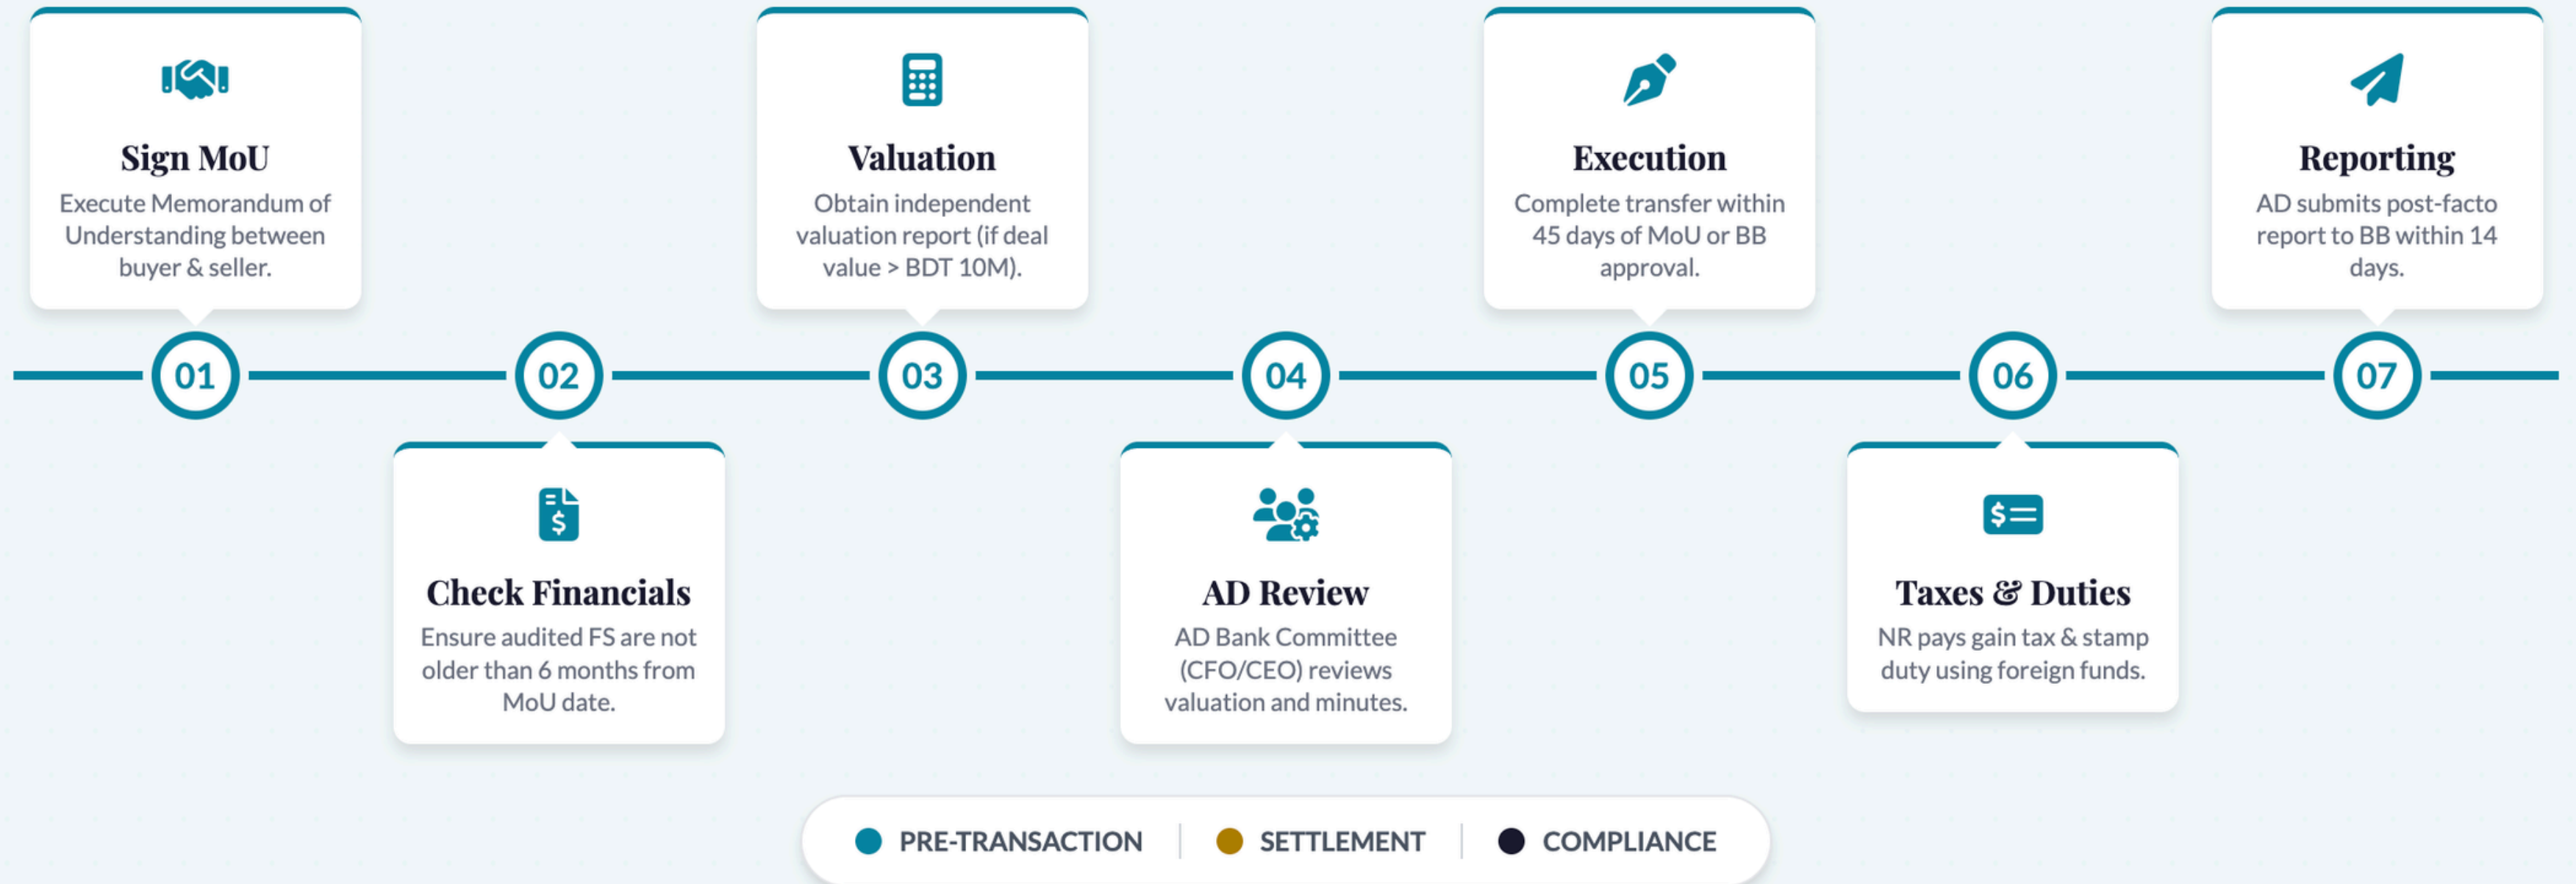 Sign MoU
Execute Memorandum of
Understanding between
buyer & seller.
01
Check Financials
Ensure audited FS are not
older than 6 months from
MoU date.
02
Valuation
Obtain independent
valuation report (if deal
value > BDT 10M).
03
AD Review
AD Bank Committee
(CFO/CEO) reviews
valuation and minutes.
04
Execution
Complete transfer within
45 days of MoU or BB
approval.
05
Taxes & Duties
NR pays gain tax & stamp
duty using foreign funds.
06
Reporting
AD submits post-facto
report to BB within 14
days.
07
PRE-TRANSACTION
SETTLEMENT
COMPLIANCE